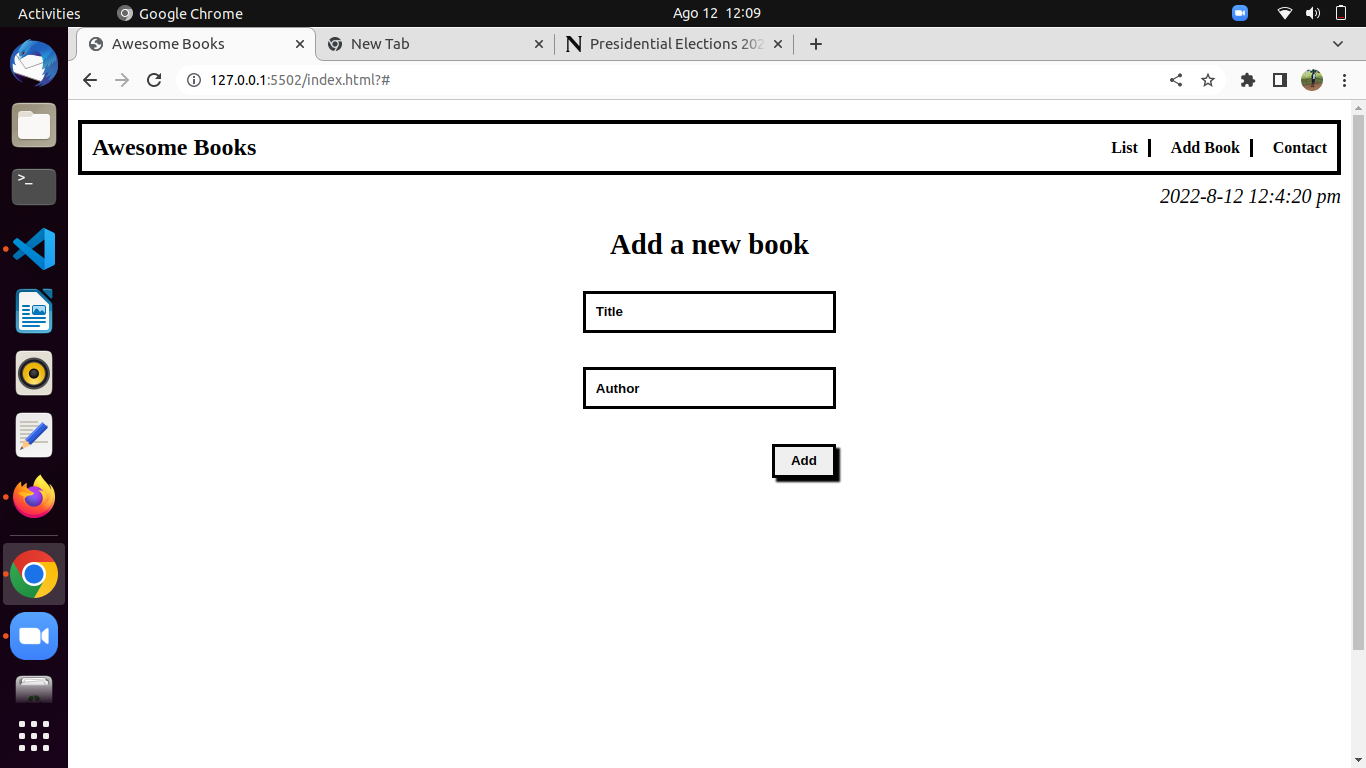 Activities Google Chrome Ago 12 12:09
Awesome Books New Tab Presidential Elections 202
127.0.0.1:5502/index.html?#
Awesome Books List Add Book Contact
2022-8-12 12:4:20 pm
Add a new book
Title
Author
Add
>_